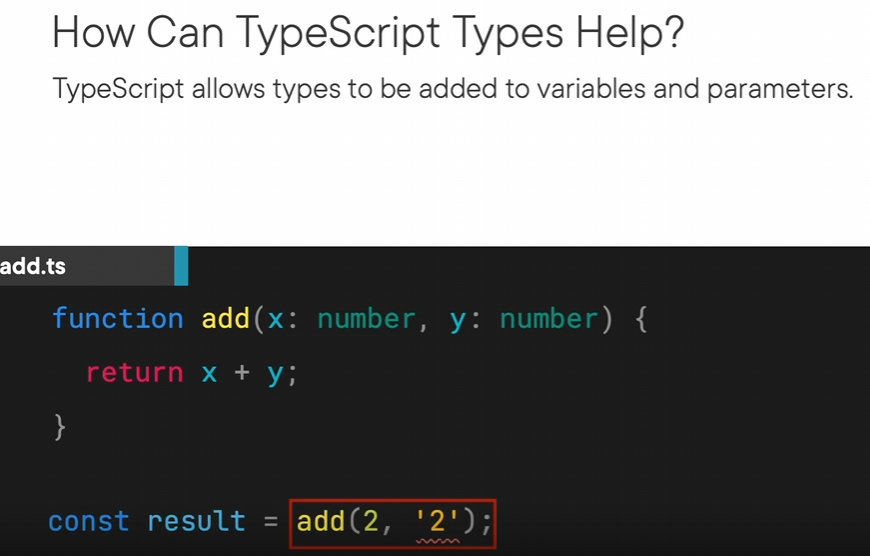 How Can TypeScript Types Help?
TypeScript allows types to be added to variables and parameters.
add.ts
function add(x: number, y: number) {
return x + y;
}
const result = add(2, '2');